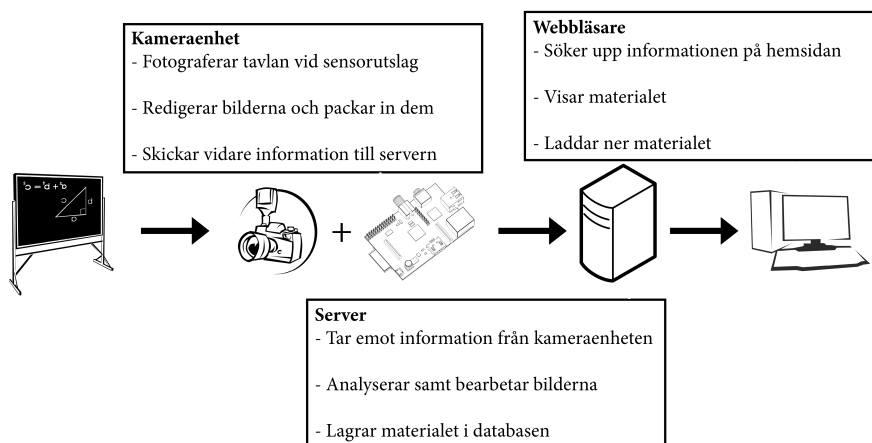 Kameraenhet
- Fotograferar tavlan vid sensorutslag
- Redigerar bilderna och packar in dem
- Skickar vidare information till servern
Webbläsare
- Söker upp informationen på hemsidan
- Visar materialet
- Laddar ner materialet
+
Server
- Tar emot information från kameraenheten
- Analyserar samt bearbetar bilderna
- Lagrar materialet i databasen